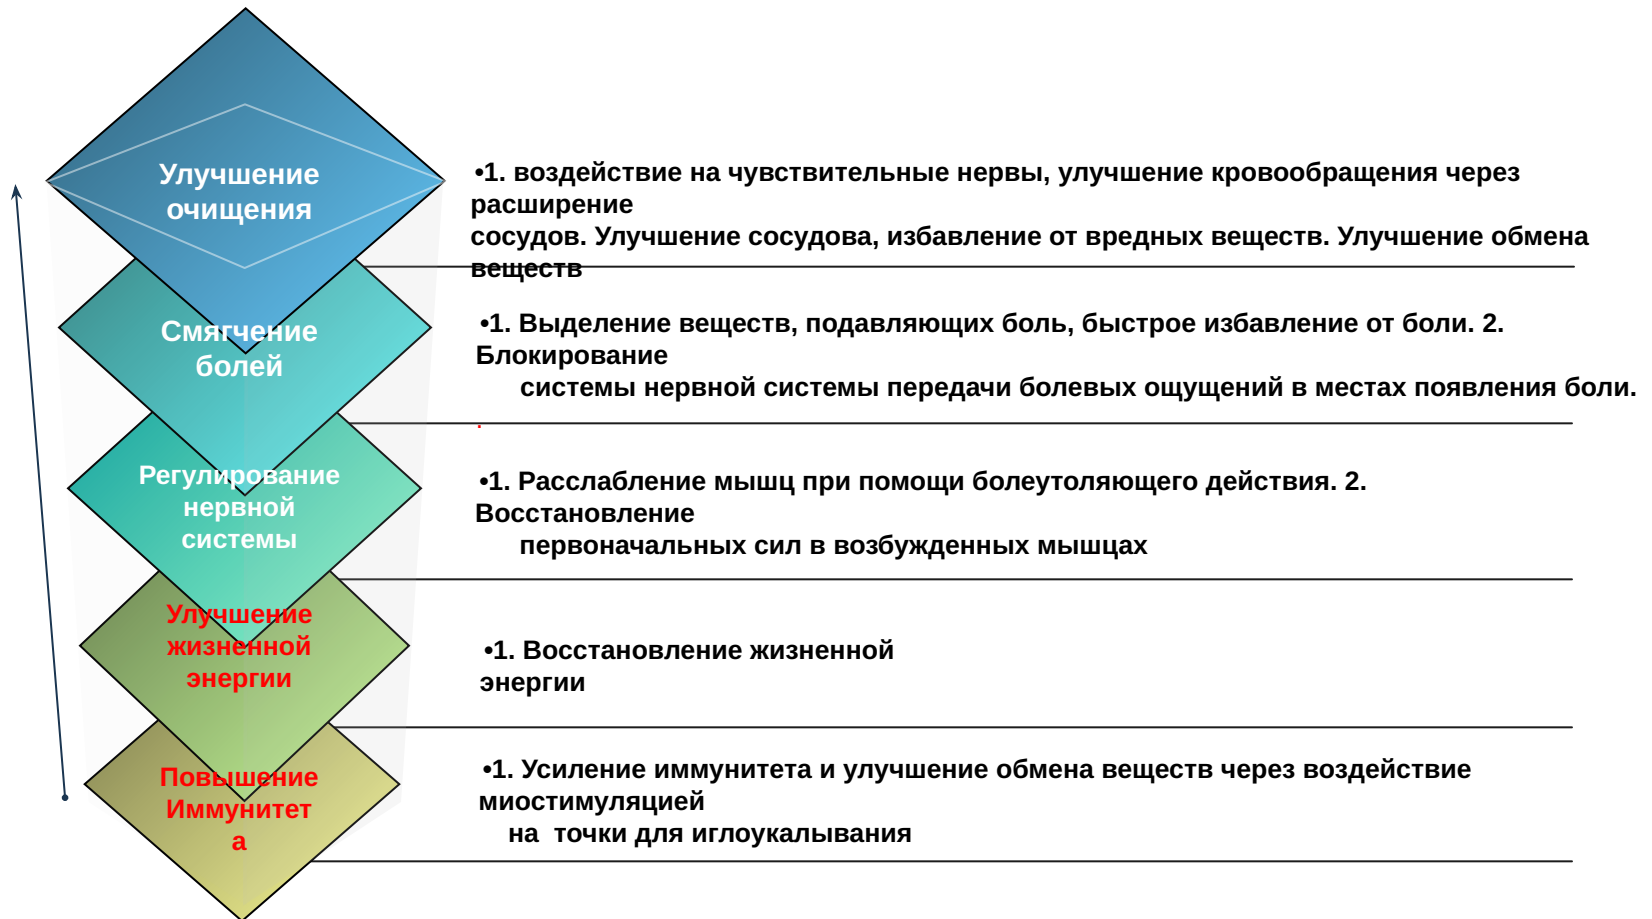 Улучшение
очищения
•1. воздействие на чувствительные нервы, улучшение кровообращения через
расширение
сосудов. Улучшение сосудова, избавление от вредных веществ. Улучшение обмена
веществ
Смягчение
болей
•1. Выделение веществ, подавляющих боль, быстрое избавление от боли. 2.
Блокирование
системы нервной системы передачи болевых ощущений в местах появления боли.
.
Регулирование
нервной
системы
•1. Расслабление мышц при помощи болеутоляющего действия. 2.
Восстановление
первоначальных сил в возбужденных мышцах
Улучшение
жизненной
энергии
•1. Восстановление жизненной
энергии
Повышение
Иммунитет
а
•1. Усиление иммунитета и улучшение обмена веществ через воздействие
миостимуляцией
на точки для иглоукалывания